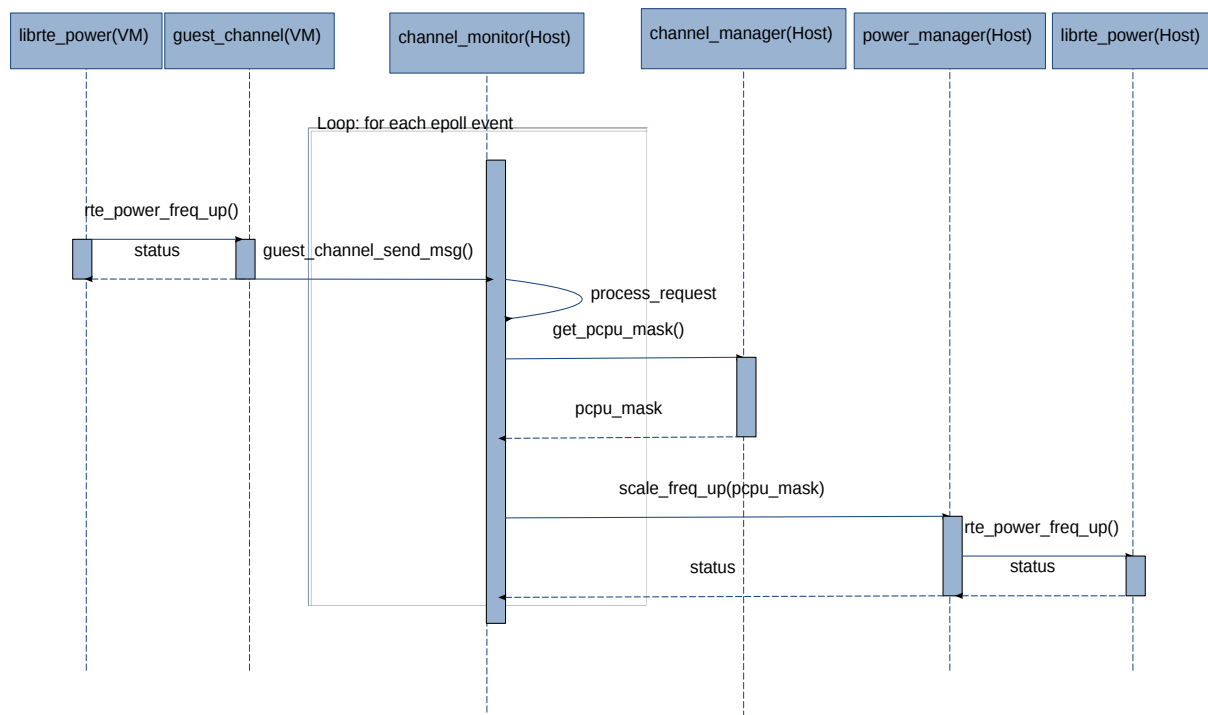 librte_power(VM)
guest_channel(VM)
channel_monitor(Host)
channel_manager(Host)
power_manager(Host)
librte_power(Host)
Loop: for each epoll event
rte_power_freq_up()
status
guest_channel_send_msg()
process_request
get_pcpu_mask()
pcpu_mask
scale_freq_up(pcpu_mask)
rte_power_freq_up()
status
status